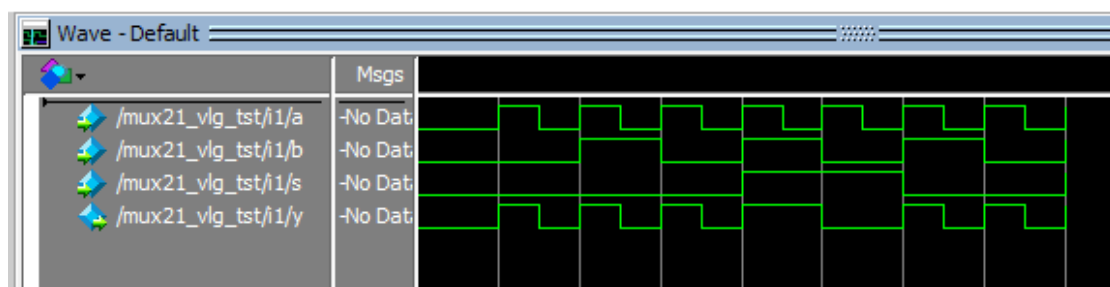 Wave - Default
Msgs
/mux21_vlg_tst/i1/a -No Dat
/mux21_vlg_tst/i1/b -No Dat
/mux21_vlg_tst/i1/s -No Dat
/mux21_vlg_tst/i1/y -No Dat